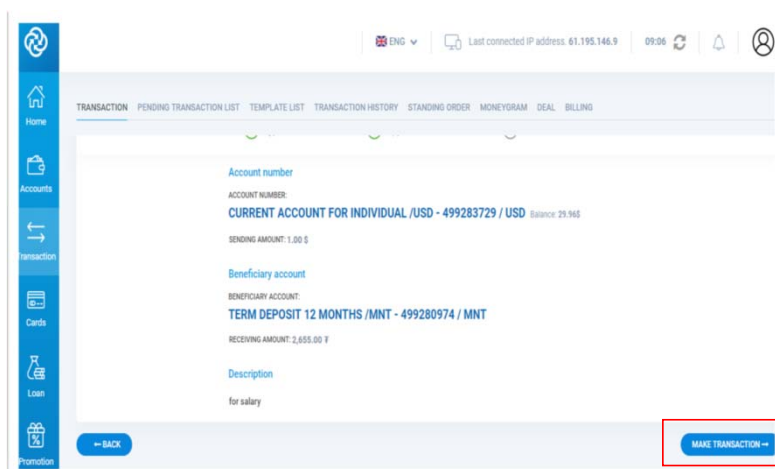 ENG
Last connected IP address. 61.195.146.9
09:06
Home
Accounts
Transaction
Cards
Loan
Promotion
TRANSACTION PENDING TRANSACTION LIST TEMPLATE LIST TRANSACTION HISTORY STANDING ORDER MONEYGRAM DEAL BILLING
Account number
ACCOUNT NUMBER:
CURRENT ACCOUNT FOR INDIVIDUAL /USD - 499283729 / USD Balance: 29.96$
SENDING AMOUNT: 1.00 $
Beneficiary account
BENEFICIARY ACCOUNT:
TERM DEPOSIT 12 MONTHS /MNT - 499280974 / MNT
RECEIVING AMOUNT: 2,655.00 ₮
Description
for salary
← BACK
MAKE TRANSACTION →